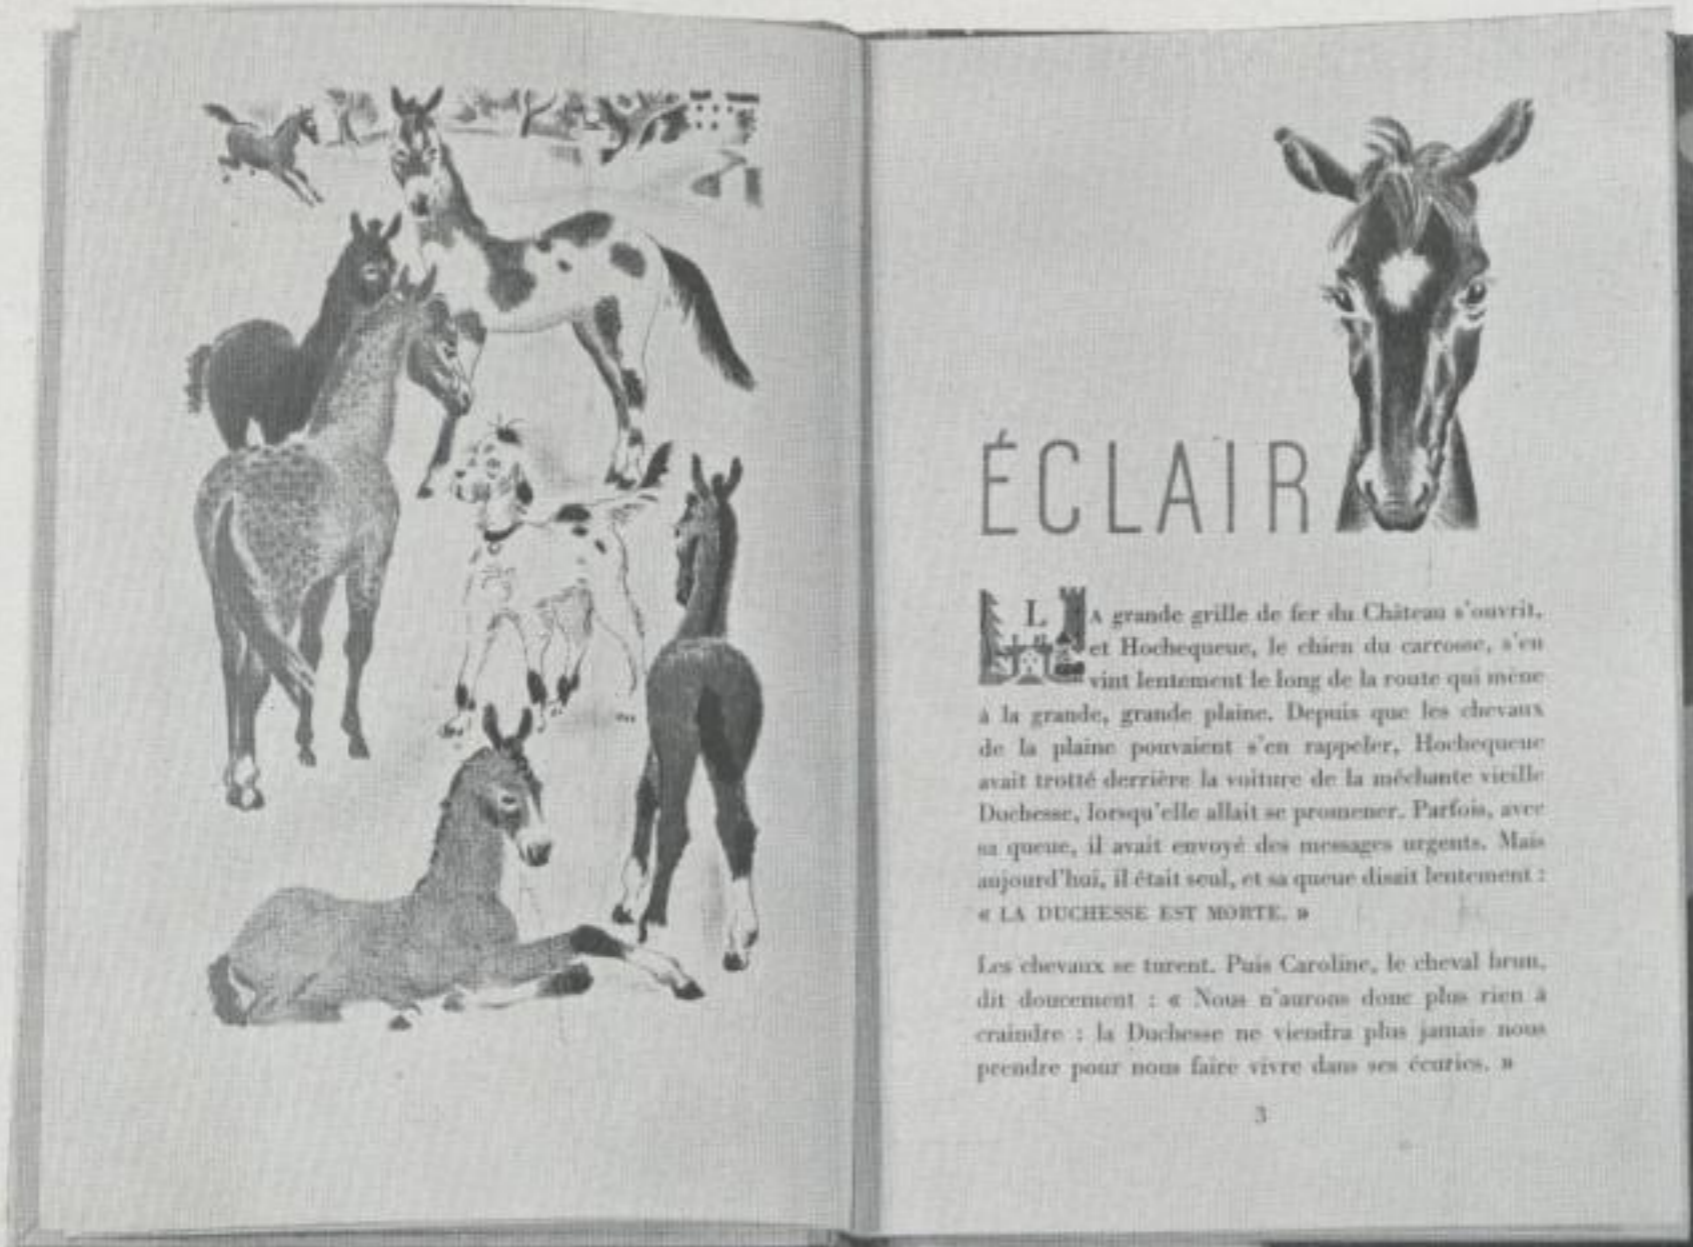 ÉCLAIR
LA grande grille de fer du Château s'ouvrit,
et Hochequeue, le chien du carrosse, s'en
vint lentement le long de la route qui mène
à la grande, grande plaine. Depuis que les chevaux
de la plaine pouvaient s'en rappeler, Hochequeue
avait trotté derrière la voiture de la méchante vieille
Duchesse, lorsqu'elle allait se promener. Parfois, avec
sa queue, il avait envoyé des messages urgents. Mais
aujourd'hui, il était seul, et sa queue disait lentement :
« LA DUCHESSE EST MORTE. »
Les chevaux se turent. Puis Caroline, le cheval brun,
dit doucement : « Nous n'aurons donc plus rien à
craindre : la Duchesse ne viendra plus jamais nous
prendre pour nous faire vivre dans ses écuries. »
3